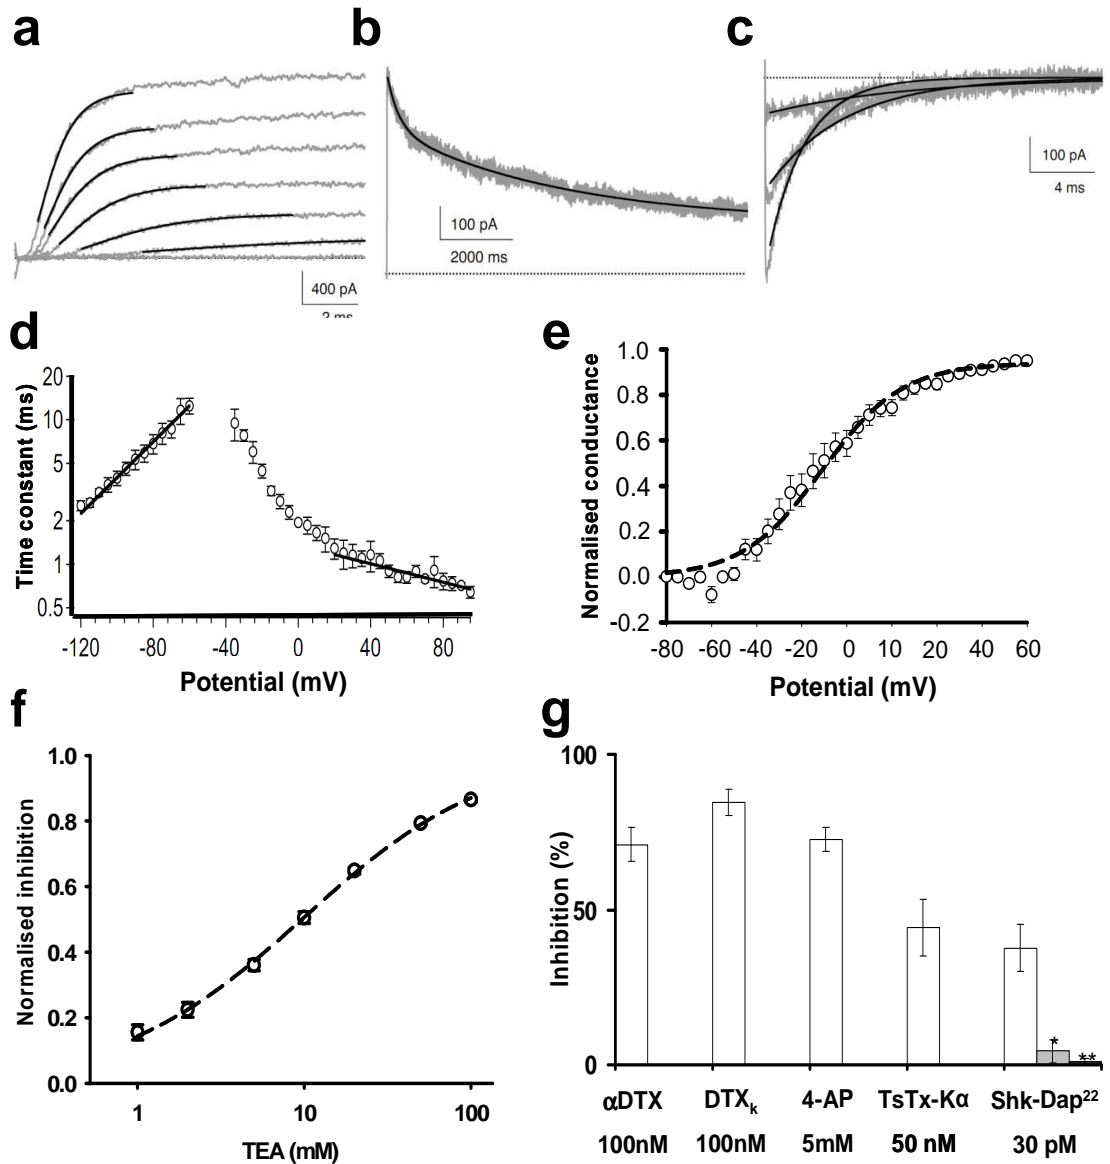 a
b
c
400 pA
2 ms
100 pA
2000 ms
100 pA
4 ms
d
e
Time constant (ms)
20
10
5
2
1
0.5
-120 -80 -40 0 40 80
Potential (mV)
Normalised conductance
1.0
0.8
0.6
0.4
0.2
0.0
-0.2
-80 -60 -40 -20 0 10 20 40 60
Potential (mV)
f
g
Normalised inhibition
1.0
0.8
0.6
0.4
0.2
0.0
1 10 100
TEA (mM)
Inhibition (%)
100
50
0
*
**
αDTX DTXₖ 4-AP TsTx-Kα Shk-Dap²²
100nM 100nM 5mM 50 nM 30 pM